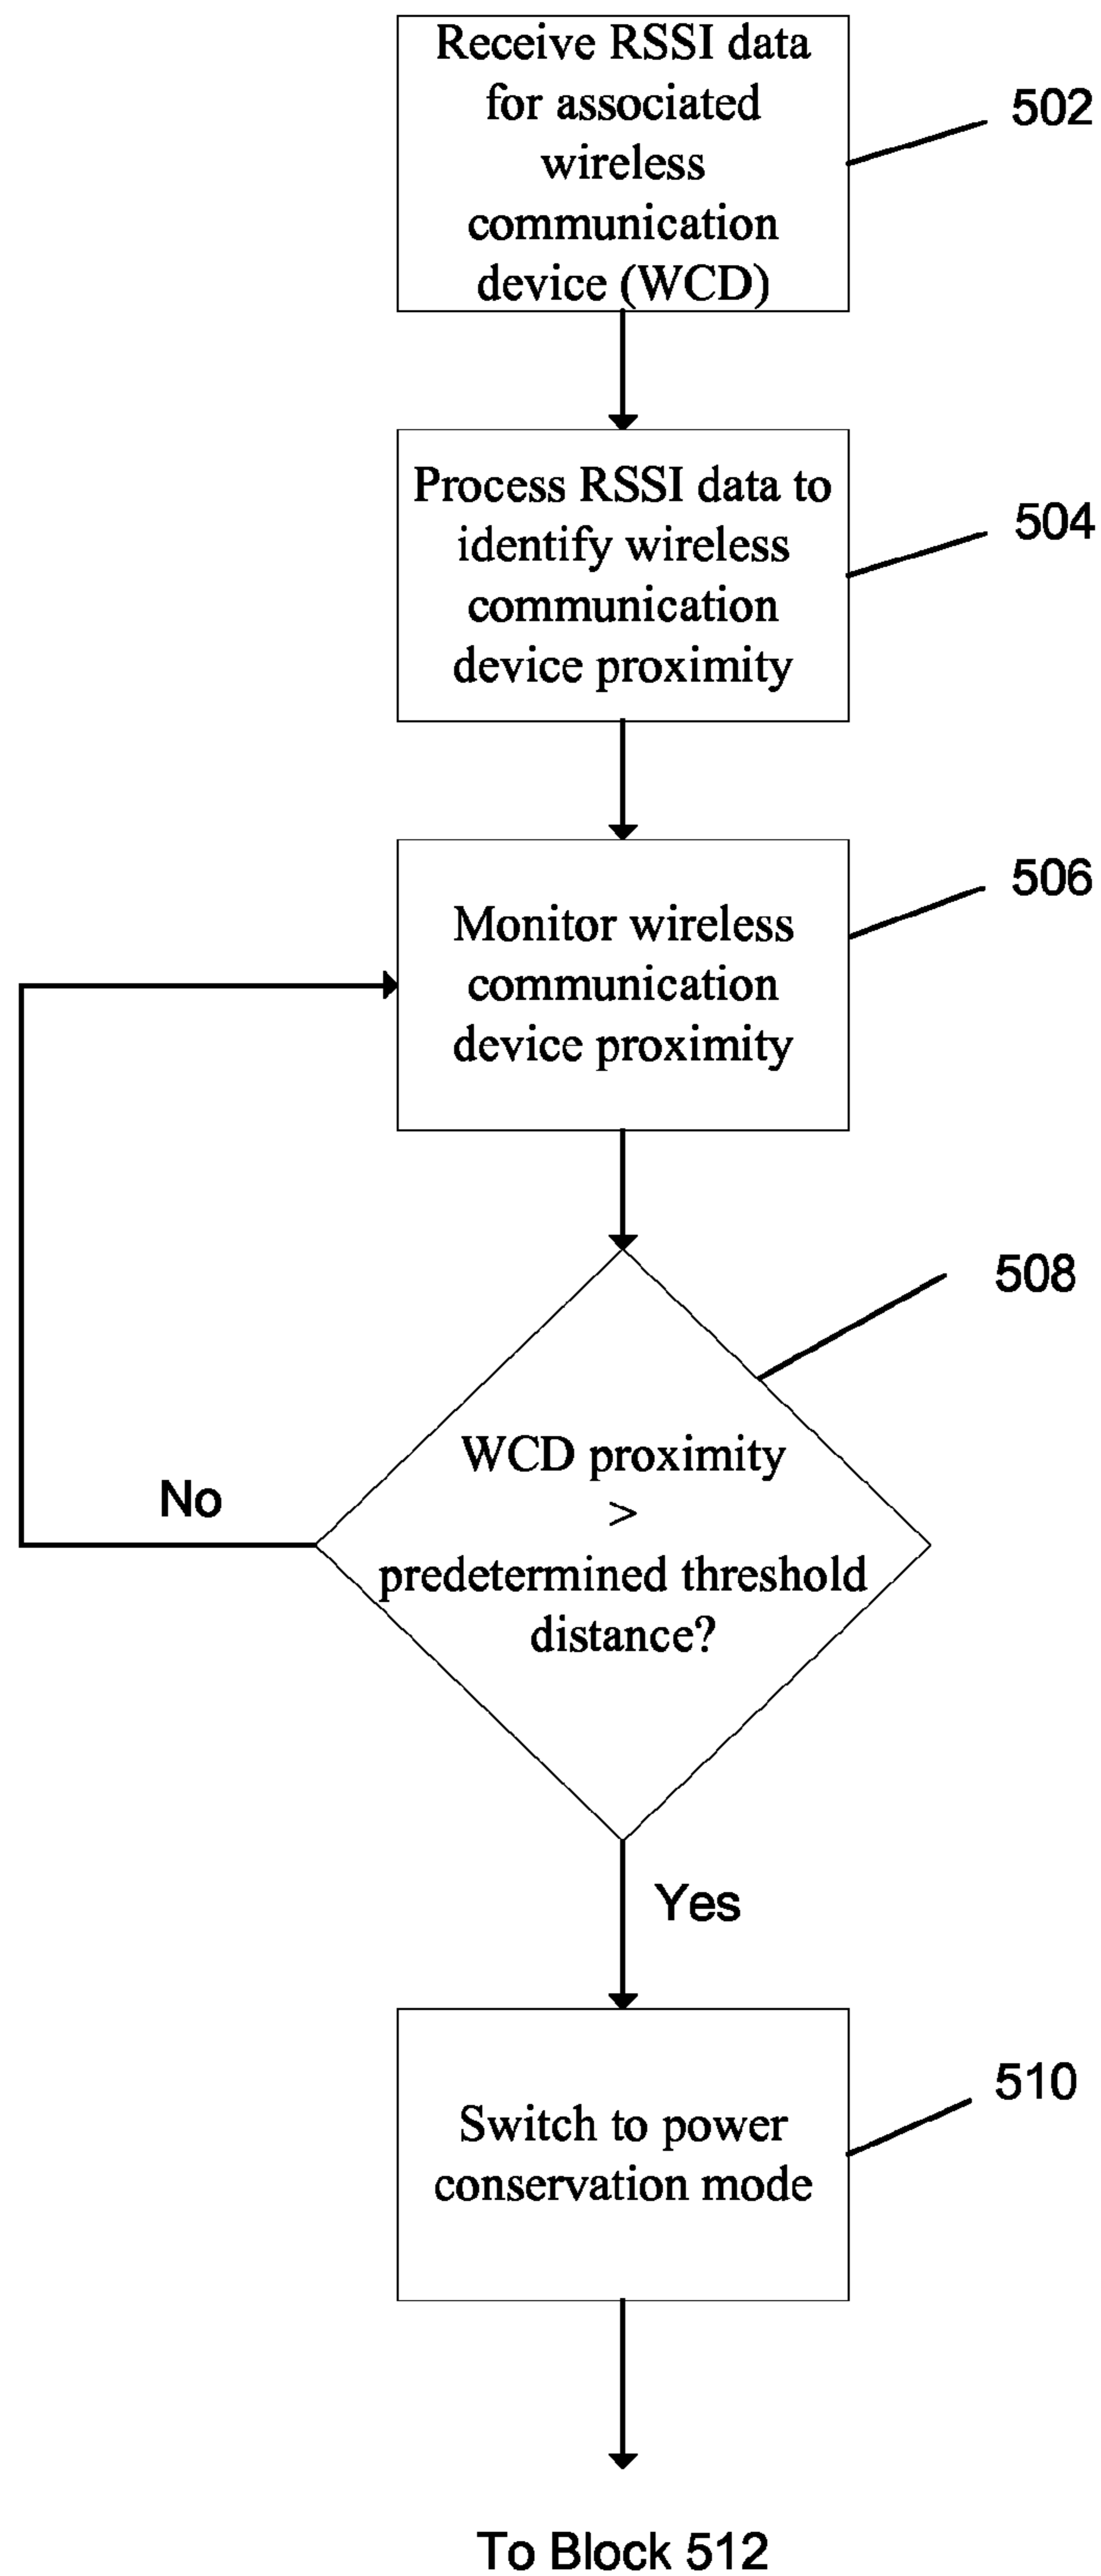 Receive RSSI data
for associated
wireless
communication
device (WCD)
502
Process RSSI data to
identify wireless
communication
device proximity
504
Monitor wireless
communication
device proximity
506
WCD proximity
>
predetermined threshold
distance?
508
No
Yes
Switch to power
conservation mode
510
To Block 512